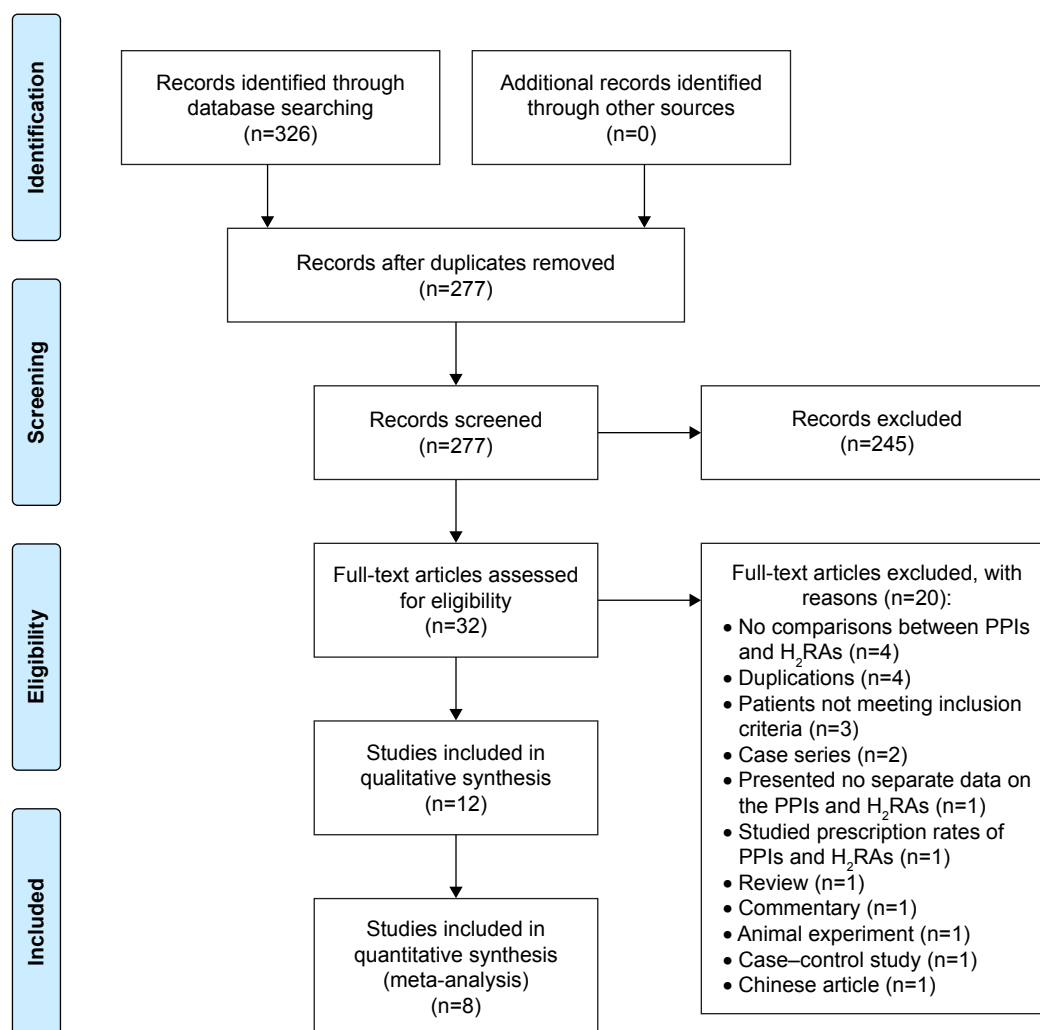 Identification
Records identified through
database searching
(n=326)
Additional records identified
through other sources
(n=0)
Records after duplicates removed
(n=277)
Screening
Records screened
(n=277)
Records excluded
(n=245)
Eligibility
Full-text articles assessed
for eligibility
(n=32)
Full-text articles excluded, with
reasons (n=20):
• No comparisons between PPIs
and H₂RAs (n=4)
• Duplications (n=4)
• Patients not meeting inclusion
criteria (n=3)
• Case series (n=2)
• Presented no separate data on
the PPIs and H₂RAs (n=1)
• Studied prescription rates of
PPIs and H₂RAs (n=1)
• Review (n=1)
• Commentary (n=1)
• Animal experiment (n=1)
• Case–control study (n=1)
• Chinese article (n=1)
Studies included in
qualitative synthesis
(n=12)
Included
Studies included in
quantitative synthesis
(meta-analysis)
(n=8)